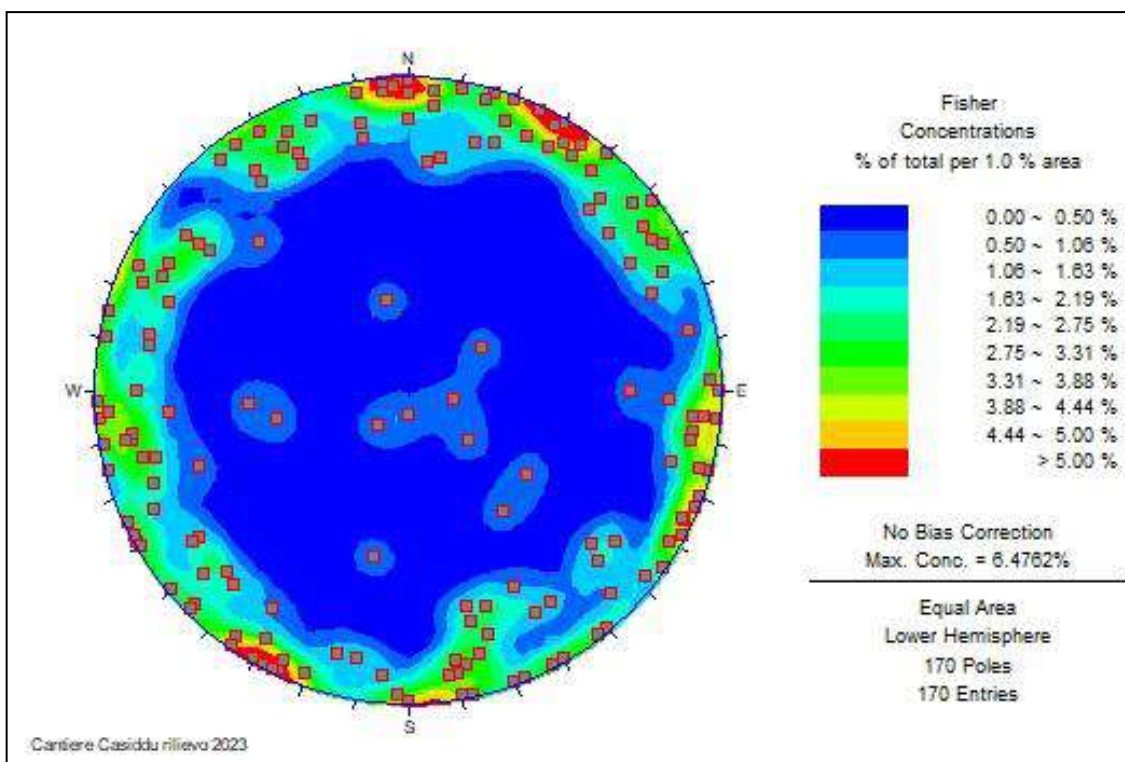 N
W
E
S
Fisher
Concentrations
% of total per 1.0 % area
0.00 ~ 0.50 %
0.50 ~ 1.06 %
1.06 ~ 1.63 %
1.63 ~ 2.19 %
2.19 ~ 2.75 %
2.75 ~ 3.31 %
3.31 ~ 3.88 %
3.88 ~ 4.44 %
4.44 ~ 5.00 %
> 5.00 %
No Bias Correction
Max. Conc. = 6.4762%
Equal Area
Lower Hemisphere
170 Poles
170 Entries
Cantiere Casiddu rilievo 2023